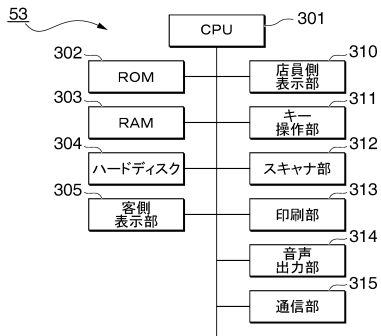 53
CPU
301
302
ROM
303
RAM
304
ハードディスク
305
客側
表示部
310
店員側
表示部
311
キー
操作部
312
スキャナ部
313
印刷部
314
音声
出力部
315
通信部